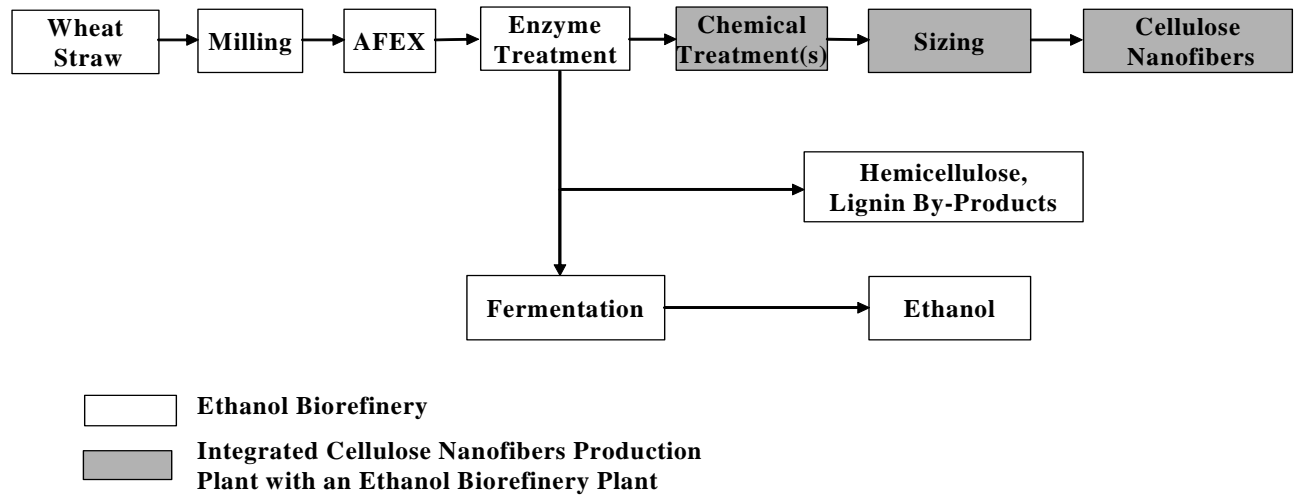 Wheat
Straw
Milling
AFEX
Enzyme
Treatment
Chemical
Treatment(s)
Sizing
Cellulose
Nanofibers
Hemicellulose,
Lignin By-Products
Fermentation
Ethanol
Ethanol Biorefinery
Integrated Cellulose Nanofibers Production
Plant with an Ethanol Biorefinery Plant